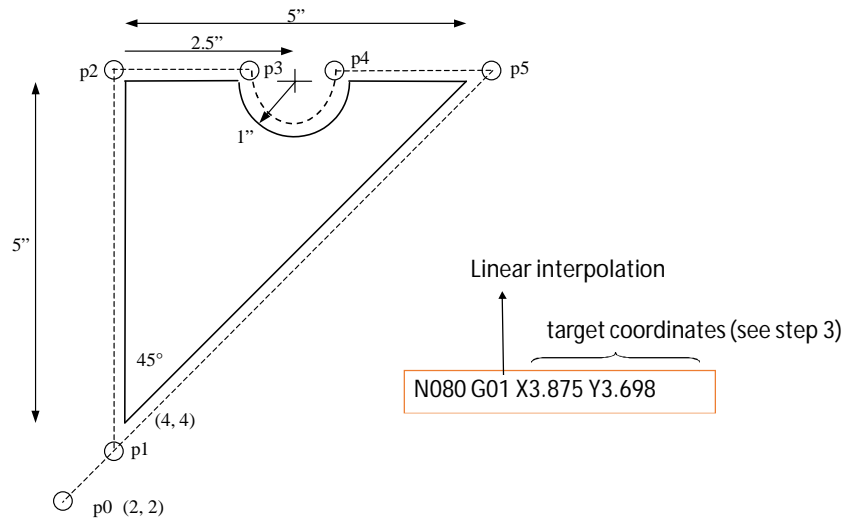 5”
2.5”
p2
p3
p4
p5
1”
5”
Linear interpolation
target coordinates (see step 3)
45°
N080 G01 X3.875 Y3.698
(4, 4)
p1
p0 (2, 2)